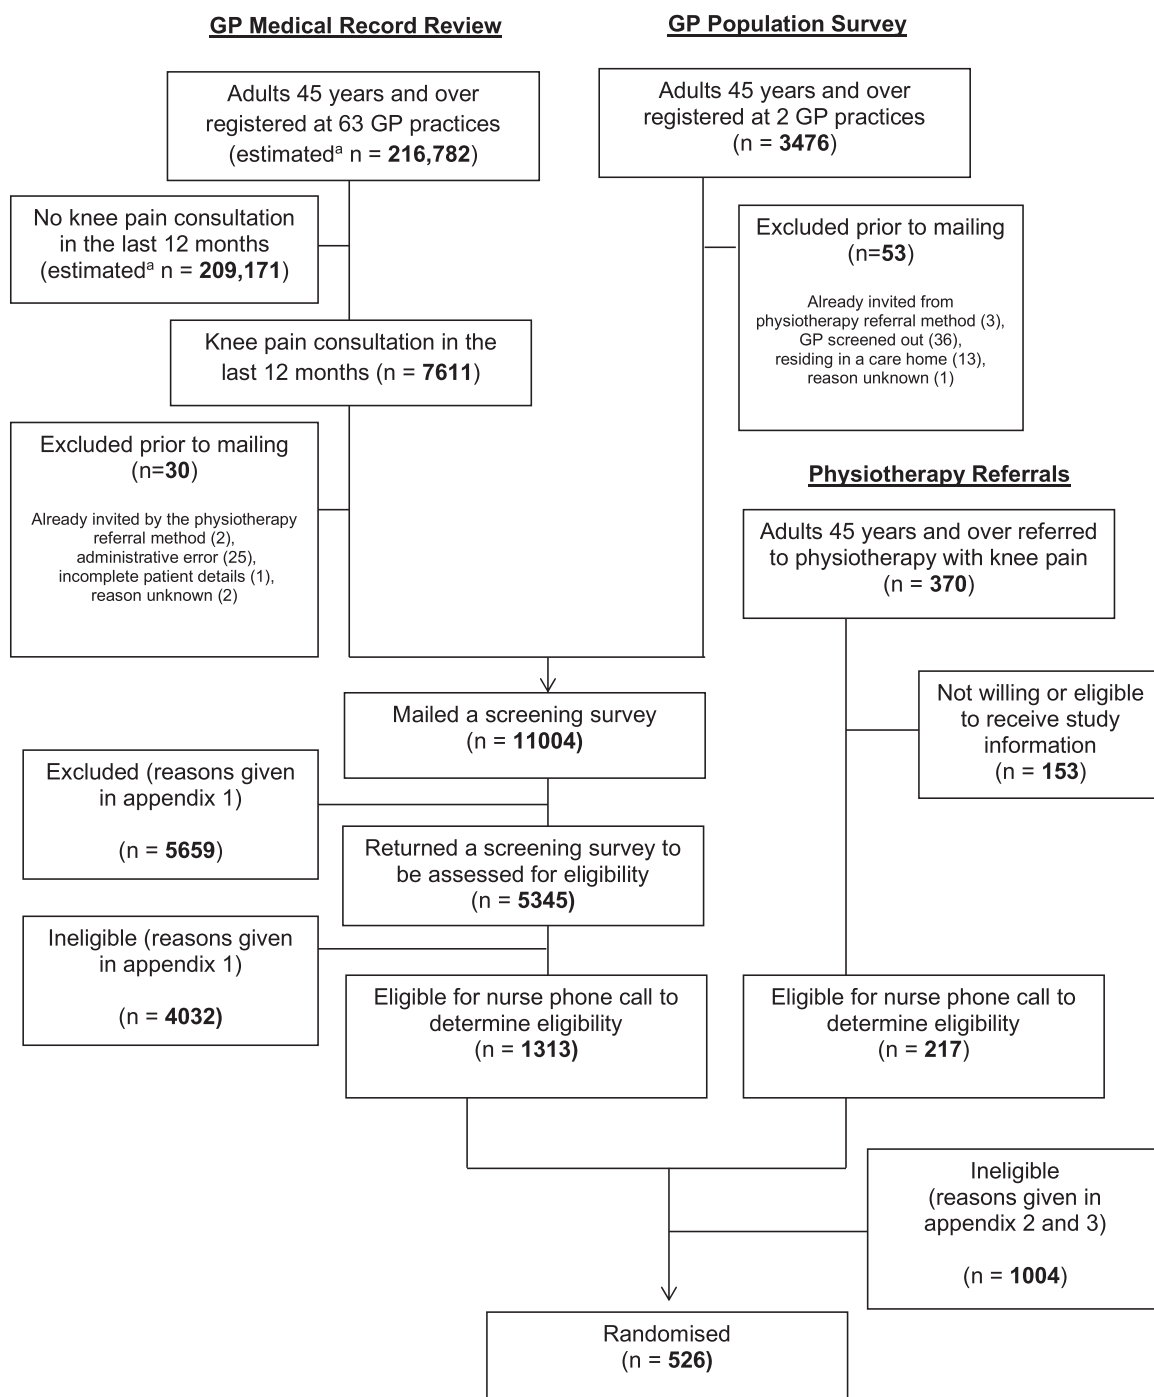 GP Medical Record Review
GP Population Survey
Adults 45 years and over
registered at 63 GP practices
(estimatedᵃ n = 216,782)
Adults 45 years and over
registered at 2 GP practices
(n = 3476)
No knee pain consultation
in the last 12 months
(estimatedᵃ n = 209,171)
Excluded prior to mailing
(n=53)
Already invited from
physiotherapy referral method (3),
GP screened out (36),
residing in a care home (13),
reason unknown (1)
Knee pain consultation in the
last 12 months (n = 7611)
Excluded prior to mailing
(n=30)
Already invited by the physiotherapy
referral method (2),
administrative error (25),
incomplete patient details (1),
reason unknown (2)
Physiotherapy Referrals
Adults 45 years and over referred
to physiotherapy with knee pain
(n = 370)
Mailed a screening survey
(n = 11004)
Not willing or eligible
to receive study
information
(n = 153)
Excluded (reasons given
in appendix 1)
(n = 5659)
Returned a screening survey to
be assessed for eligibility
(n = 5345)
Ineligible (reasons given
in appendix 1)
(n = 4032)
Eligible for nurse phone call to
determine eligibility
(n = 1313)
Eligible for nurse phone call to
determine eligibility
(n = 217)
Ineligible
(reasons given in
appendix 2 and 3)
(n = 1004)
Randomised
(n = 526)